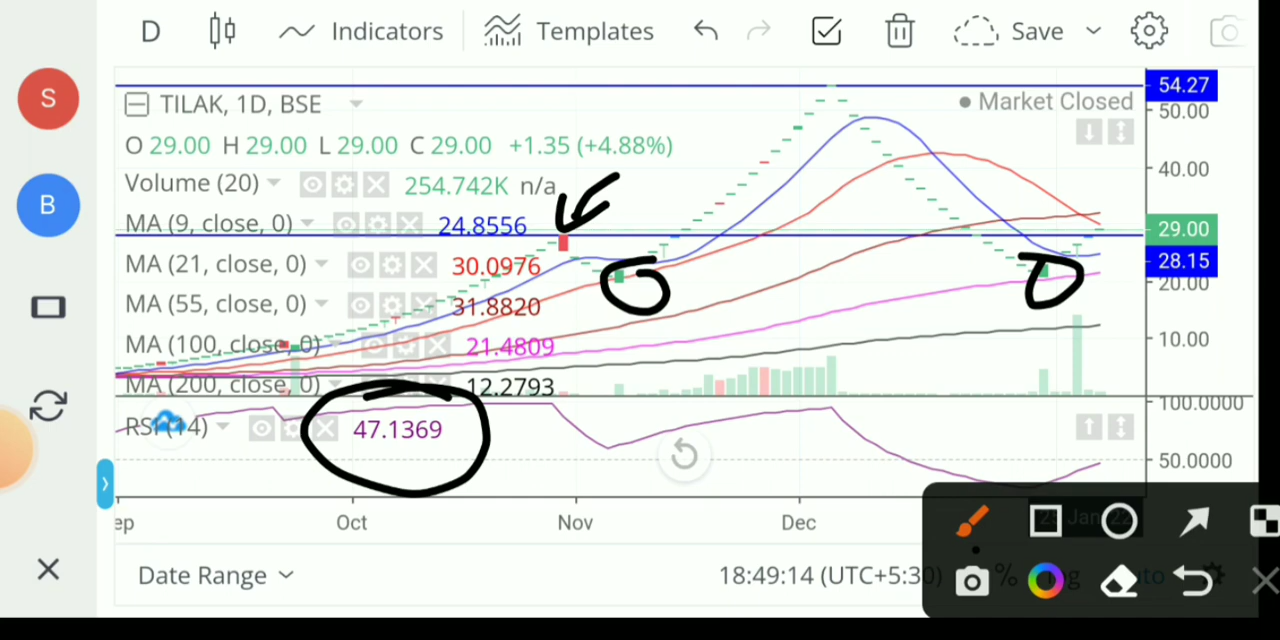 D Indicators Templates Save
S
B
TILAK, 1D, BSE
Market Closed
O 29.00 H 29.00 L 29.00 C 29.00 +1.35 (+4.88%)
Volume (20) 254.742K n/a
MA (9, close, 0) 24.8556
MA (21, close, 0) 30.0976
MA (55, close, 0) 31.8820
MA (100, close, 0) 21.4809
MA (200, close, 0) 12.2793
RSI (14) 47.1369
54.27
50.00
40.00
29.00
28.15
20.00
10.00
100.0000
50.0000
ep Oct Nov Dec
Date Range 18:49:14 (UTC+5:30) %